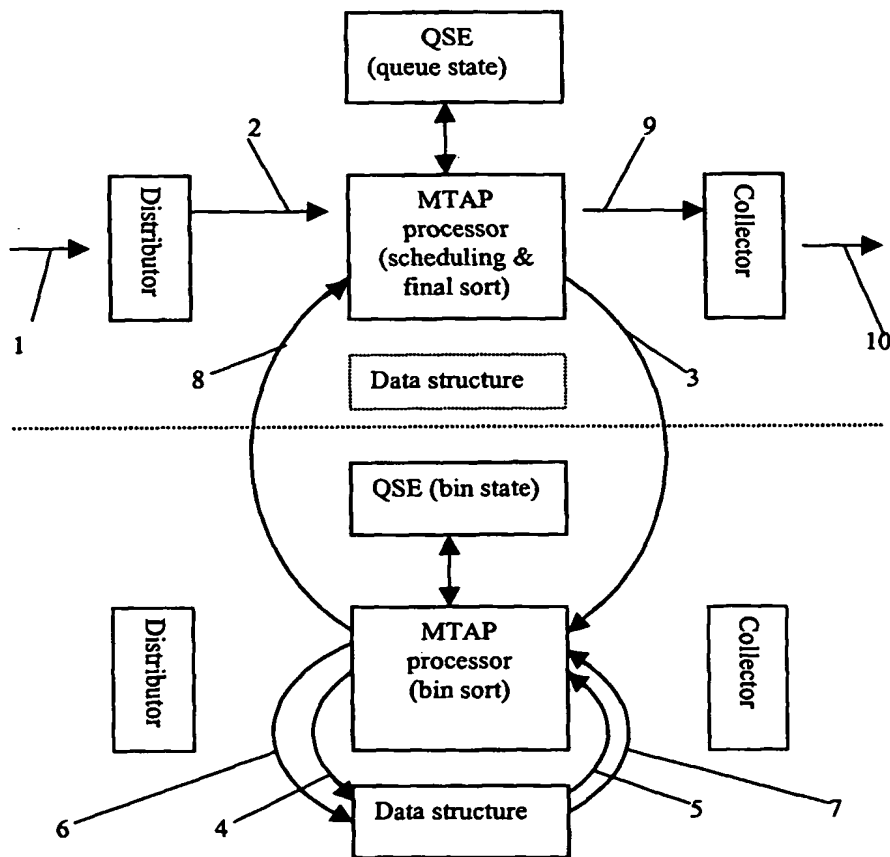 QSE
(queue state)
2
9
Distributor
MTAP
processor
(scheduling &
final sort)
Collector
1
8
3
10
Data structure
QSE (bin state)
Distributor
MTAP
processor
(bin sort)
Collector
6
4
Data structure
5
7